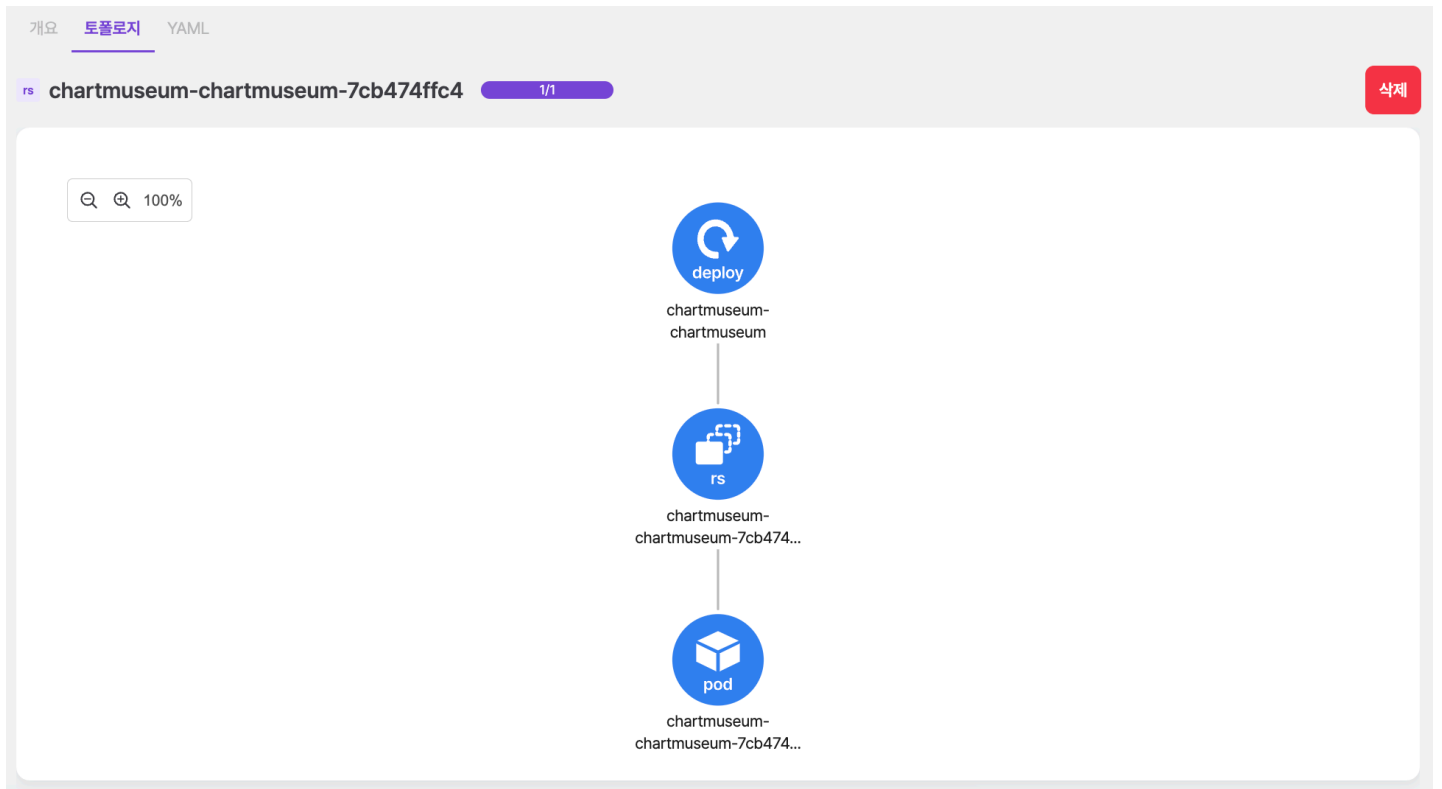 개요 토폴로지 YAML
rs chartmuseum-chartmuseum-7cb474ffc4 1/1 삭제
100%
deploy
chartmuseum-
chartmuseum
rs
chartmuseum-
chartmuseum-7cb474...
pod
chartmuseum-
chartmuseum-7cb474...